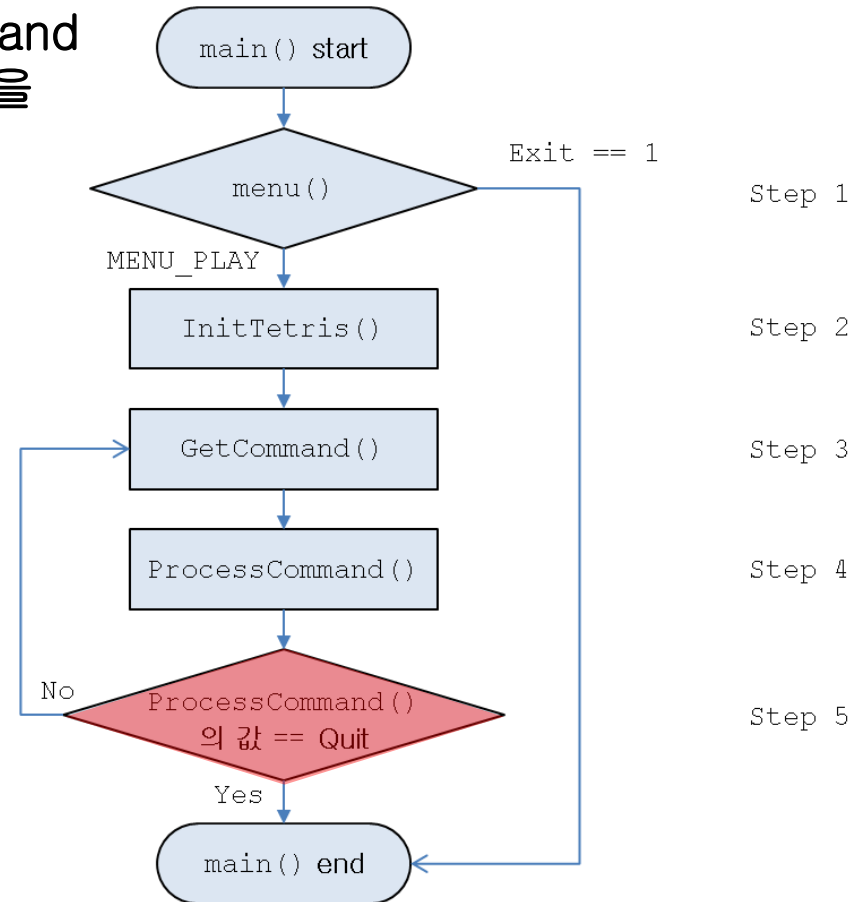 and
을
main() start
Exit == 1
menu()
Step 1
MENU_PLAY
InitTetris()
Step 2
GetCommand()
Step 3
ProcessCommand()
Step 4
No
ProcessCommand()
의 값 == Quit
Step 5
Yes
main() end